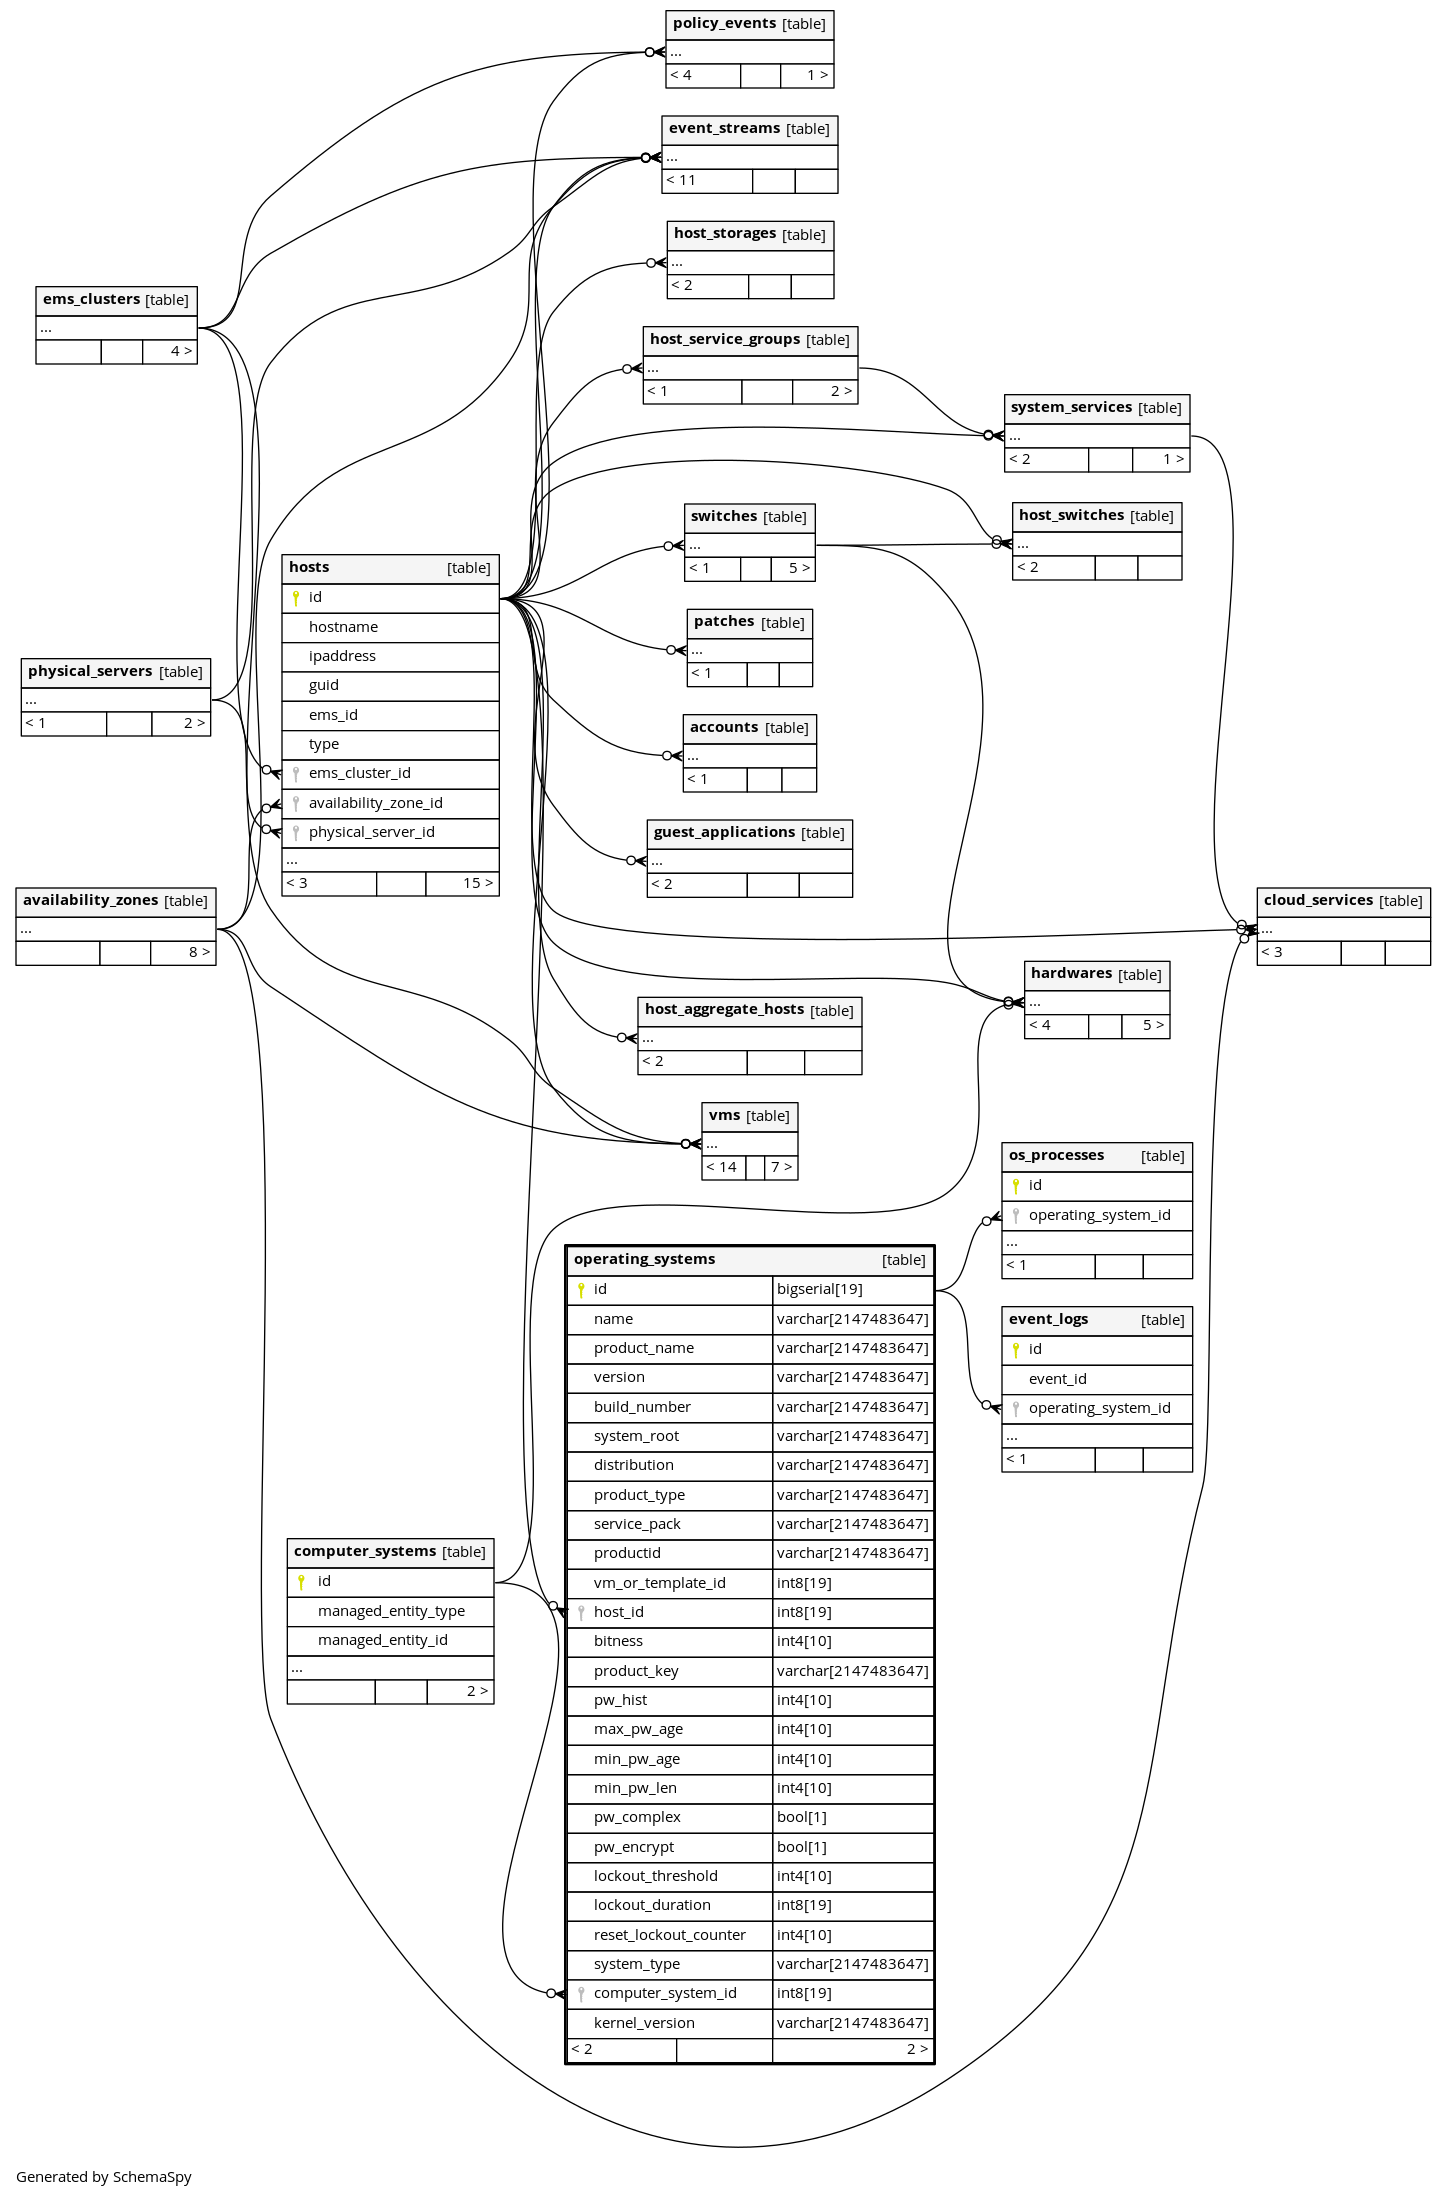 policy_events [table]
...
< 4 1 >
event_streams [table]
...
< 11
host_storages [table]
...
< 2
ems_clusters [table]
...
4 >
host_service_groups [table]
...
< 1 2 >
system_services [table]
...
< 2 1 >
switches [table]
...
< 1 5 >
host_switches [table]
...
< 2
hosts [table]
id
hostname
ipaddress
guid
ems_id
type
ems_cluster_id
availability_zone_id
physical_server_id
...
< 3 15 >
patches [table]
...
< 1
physical_servers [table]
...
< 1 2 >
accounts [table]
...
< 1
guest_applications [table]
...
< 2
availability_zones [table]
...
8 >
cloud_services [table]
...
< 3
hardwares [table]
...
< 4 5 >
host_aggregate_hosts [table]
...
< 2
vms [table]
...
< 14 7 >
os_processes [table]
id
operating_system_id
...
< 1
event_logs [table]
id
event_id
operating_system_id
...
< 1
computer_systems [table]
id
managed_entity_type
managed_entity_id
...
2 >
operating_systems [table]
id bigserial[19]
name varchar[2147483647]
product_name varchar[2147483647]
version varchar[2147483647]
build_number varchar[2147483647]
system_root varchar[2147483647]
distribution varchar[2147483647]
product_type varchar[2147483647]
service_pack varchar[2147483647]
productid varchar[2147483647]
vm_or_template_id int8[19]
host_id int8[19]
bitness int4[10]
product_key varchar[2147483647]
pw_hist int4[10]
max_pw_age int4[10]
min_pw_age int4[10]
min_pw_len int4[10]
pw_complex bool[1]
pw_encrypt bool[1]
lockout_threshold int4[10]
lockout_duration int8[19]
reset_lockout_counter int4[10]
system_type varchar[2147483647]
computer_system_id int8[19]
kernel_version varchar[2147483647]
< 2 2 >
Generated by SchemaSpy